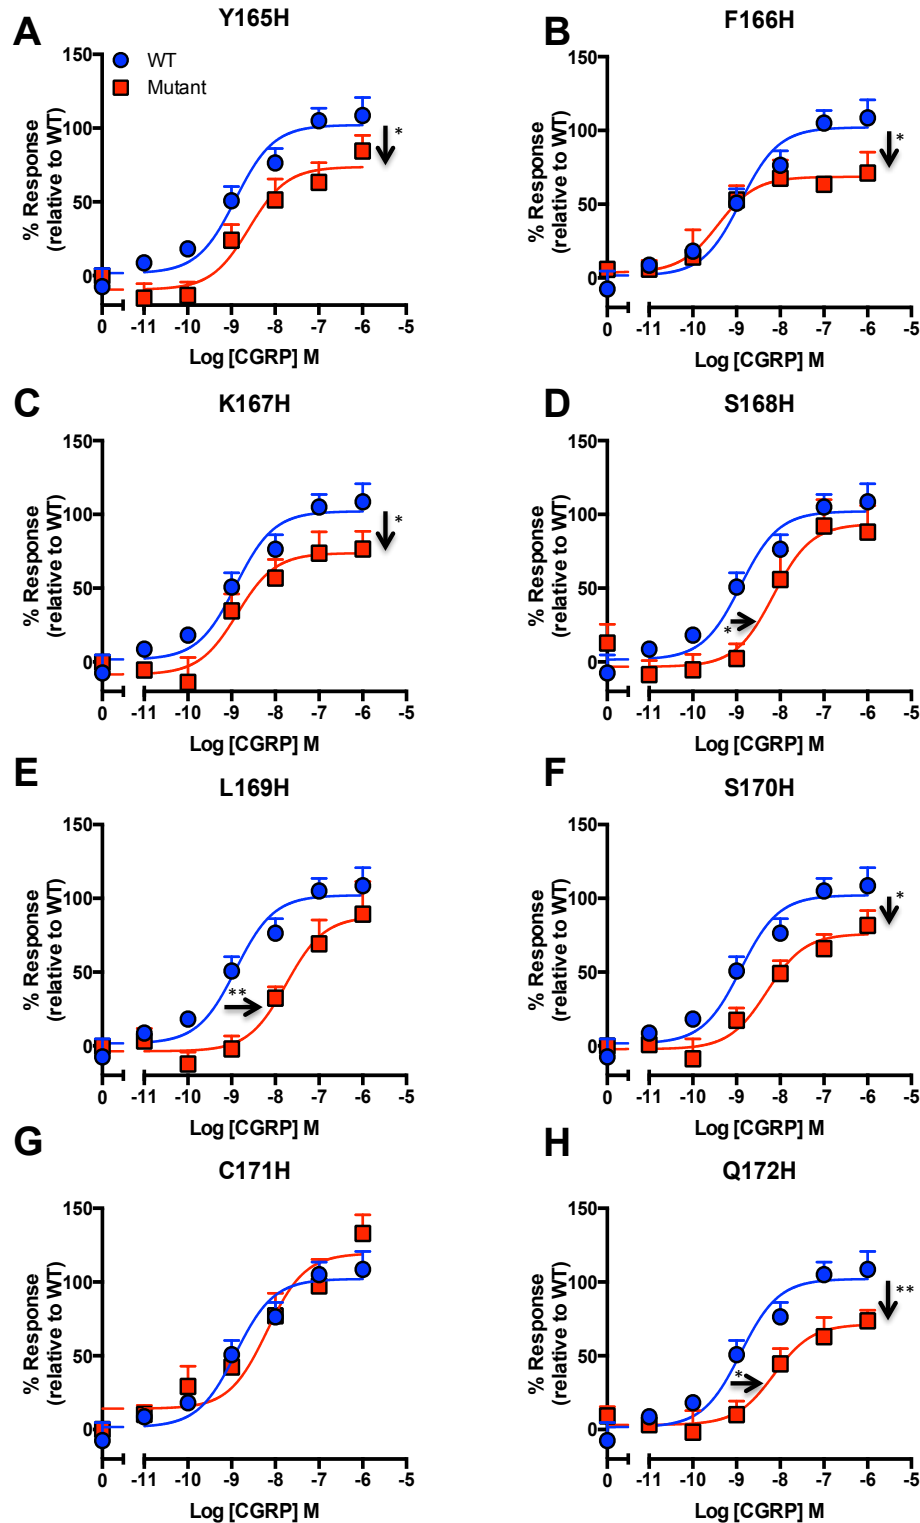 A
Y165H
150
100
50
0
% Response
(relative to WT)
WT
Mutant
*
0 -11 -10 -9 -8 -7 -6 -5
Log [CGRP] M
B
F166H
150
100
50
0
% Response
(relative to WT)
*
0 -11 -10 -9 -8 -7 -6 -5
Log [CGRP] M
C
K167H
150
100
50
0
% Response
(relative to WT)
*
0 -11 -10 -9 -8 -7 -6 -5
Log [CGRP] M
D
S168H
150
100
50
0
% Response
(relative to WT)
*
0 -11 -10 -9 -8 -7 -6 -5
Log [CGRP] M
E
L169H
150
100
50
0
% Response
(relative to WT)
**
0 -11 -10 -9 -8 -7 -6 -5
Log [CGRP] M
F
S170H
150
100
50
0
% Response
(relative to WT)
*
0 -11 -10 -9 -8 -7 -6 -5
Log [CGRP] M
G
C171H
150
100
50
0
% Response
(relative to WT)
0 -11 -10 -9 -8 -7 -6 -5
Log [CGRP] M
H
Q172H
150
100
50
0
% Response
(relative to WT)
**
*
0 -11 -10 -9 -8 -7 -6 -5
Log [CGRP] M